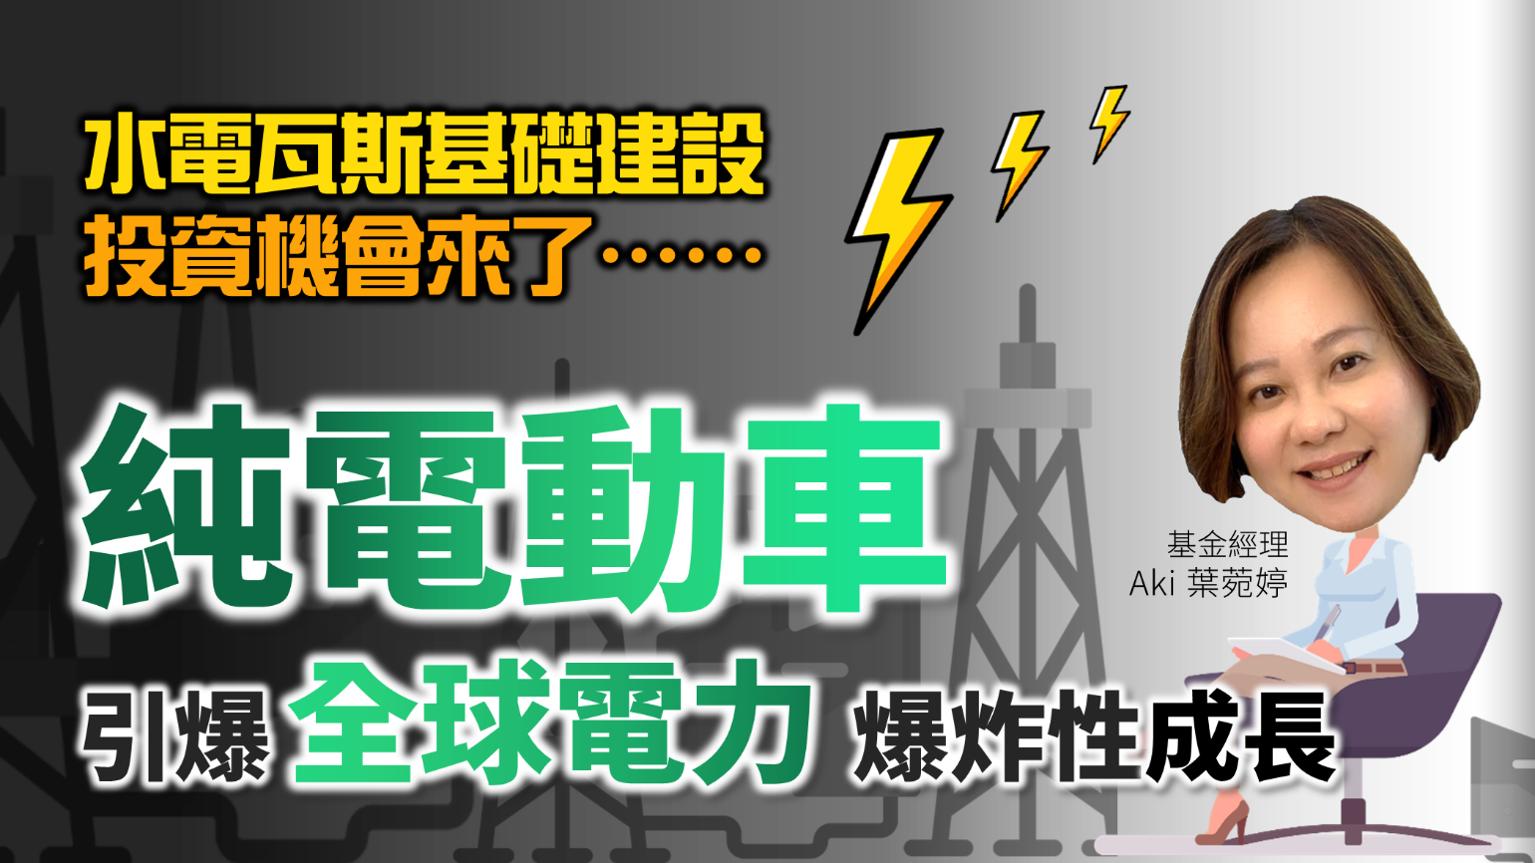 水電瓦斯基礎建設
投資機會來了……
純電動車
引爆 全球電力 爆炸性成長
基金經理
Aki 葉菀婷